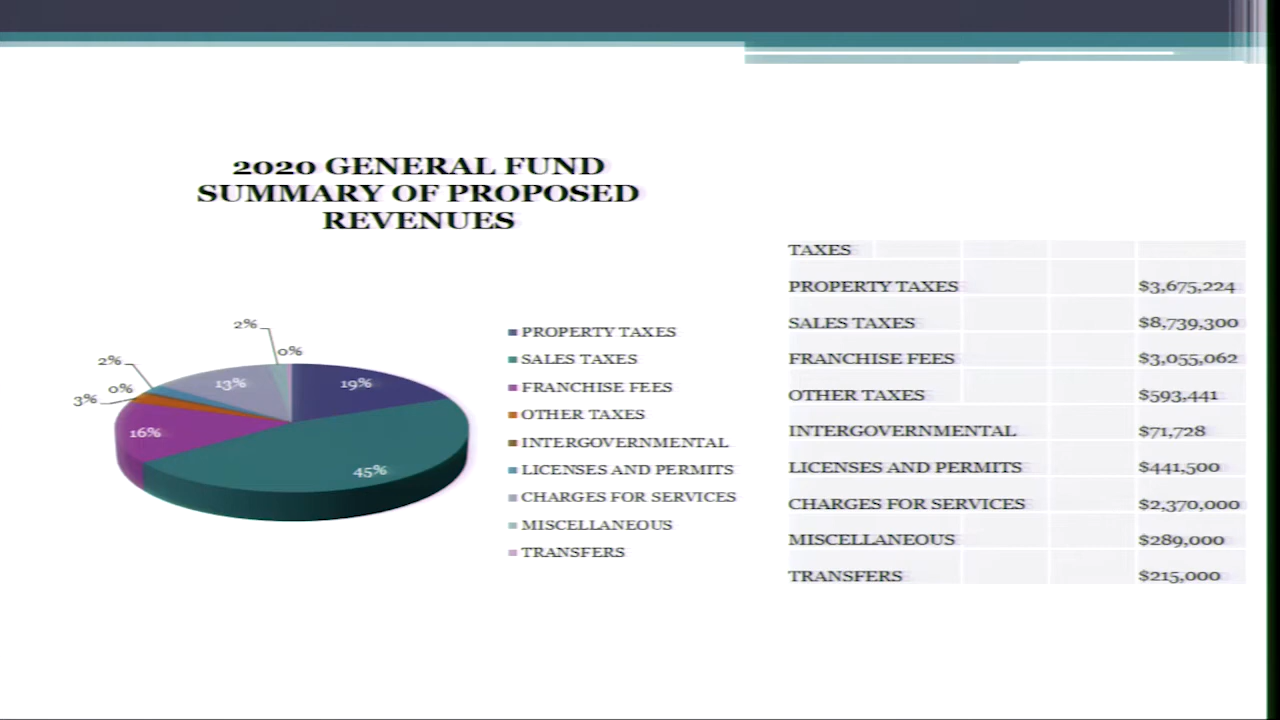 2020 GENERAL FUND
SUMMARY OF PROPOSED
REVENUES
2%
0%
2%
0%
3%
13%
19%
16%
45%
PROPERTY TAXES
SALES TAXES
FRANCHISE FEES
OTHER TAXES
INTERGOVERNMENTAL
LICENSES AND PERMITS
CHARGES FOR SERVICES
MISCELLANEOUS
TRANSFERS
TAXES
PROPERTY TAXES $3,675,224
SALES TAXES $8,739,300
FRANCHISE FEES $3,055,062
OTHER TAXES $593,441
INTERGOVERNMENTAL $71,728
LICENSES AND PERMITS $441,500
CHARGES FOR SERVICES $2,370,000
MISCELLANEOUS $289,000
TRANSFERS $215,000